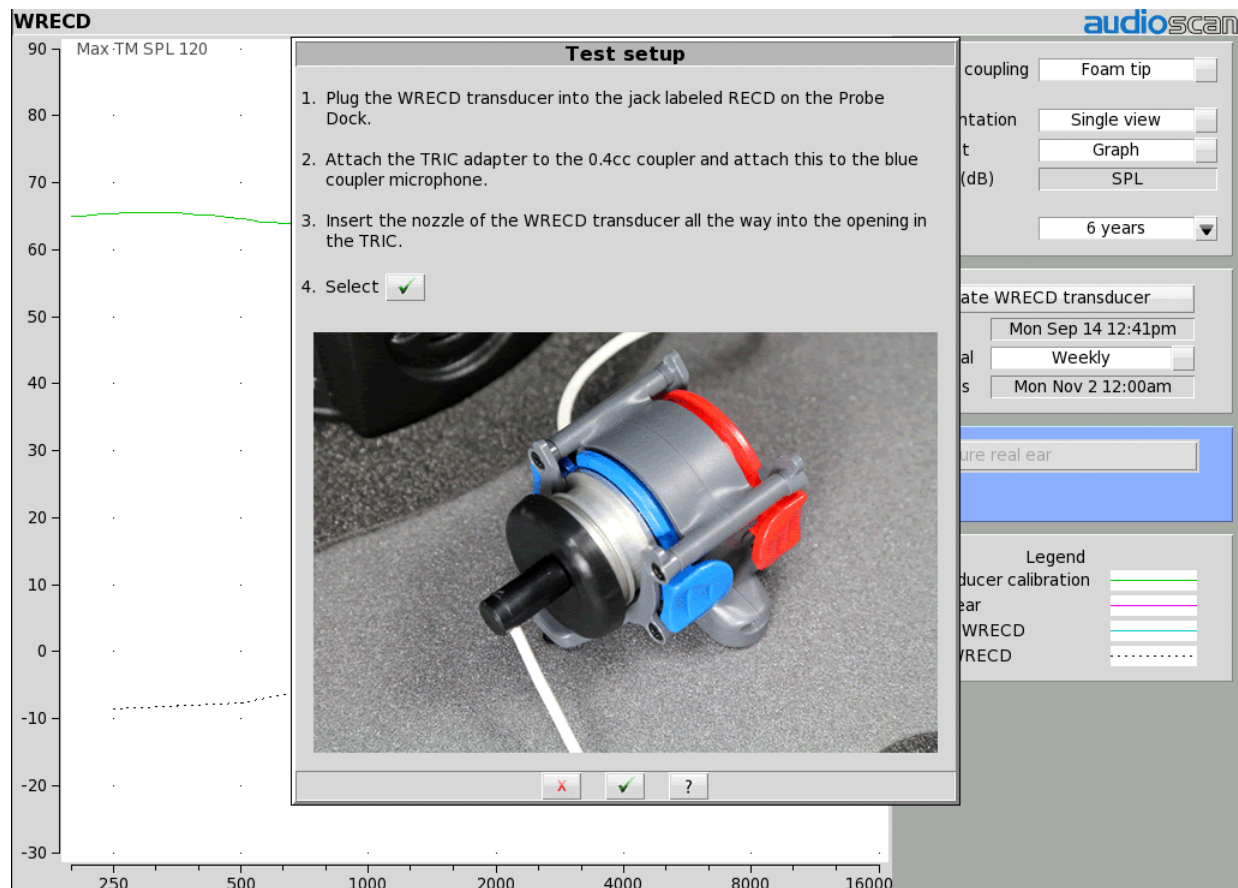 WRECD
audioscan
Max TM SPL 120
Test setup
1. Plug the WRECD transducer into the jack labeled RECD on the Probe
Dock.
2. Attach the TRIC adapter to the 0.4cc coupler and attach this to the blue
coupler microphone.
3. Insert the nozzle of the WRECD transducer all the way into the opening in
the TRIC.
4. Select
X
?
coupling Foam tip
ntation Single view
t Graph
(dB) SPL
6 years
ate WRECD transducer
Mon Sep 14 12:41pm
al Weekly
s Mon Nov 2 12:00am
ure real ear
Legend
ducer calibration
ear
WRECD
WRECD
90
80
70
60
50
40
30
20
10
0
-10
-20
-30
250 500 1000 2000 4000 8000 16000